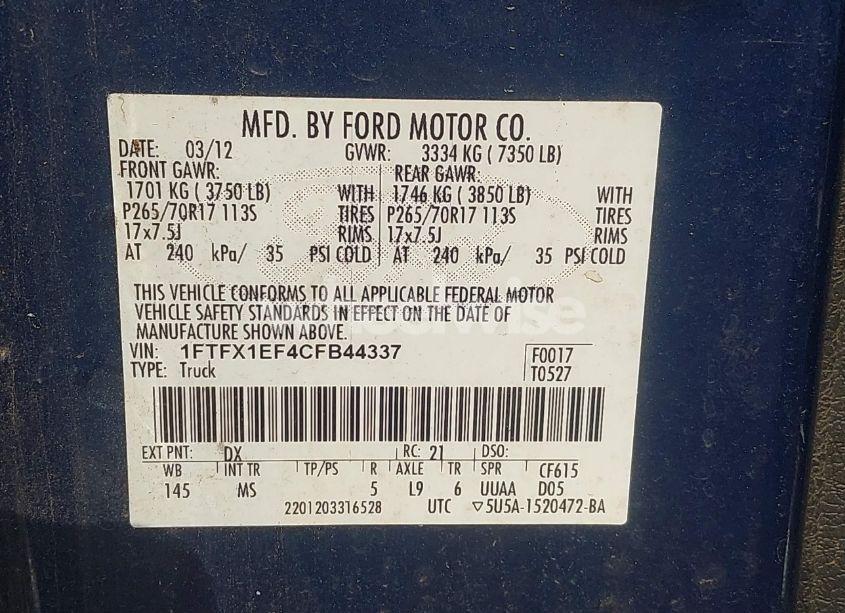 MFD. BY FORD MOTOR CO.
DATE: 03/12 GVWR: 3334 KG ( 7350 LB)
FRONT GAWR: REAR GAWR:
1701 KG ( 3750 LB) WITH 1746 KG ( 3850 LB) WITH
P265/70R17 113S TIRES P265/70R17 113S TIRES
17x7.5J RIMS 17x7.5J RIMS
AT 240 kPa/ 35 PSI COLD AT 240 kPa/ 35 PSI COLD
THIS VEHICLE CONFORMS TO ALL APPLICABLE FEDERAL MOTOR
VEHICLE SAFETY STANDARDS IN EFFECT ON THE DATE OF
MANUFACTURE SHOWN ABOVE.
VIN: 1FTFX1EF4CFB44337 F0017
TYPE: Truck T0527
EXT PNT: DX RC: 21 DSO:
WB INT TR TP/PS R AXLE TR SPR CF615
145 MS 5 L9 6 UUAA D05
2201203316528 UTC ▽5U5A-1520472-BA